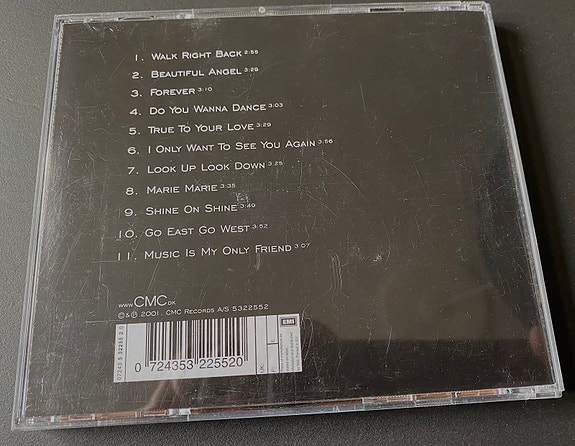 1. WALK RIGHT BACK 2:58
2. BEAUTIFUL ANGEL 3:28
3. FOREVER 3:10
4. DO YOU WANNA DANCE 3:03
5. TRUE TO YOUR LOVE 3:29
6. I ONLY WANT TO SEE YOU AGAIN 3:56
7. LOOK UP LOOK DOWN 3:25
8. MARIE MARIE 3:35
9. SHINE ON SHINE 3:49
10. GO EAST GO WEST 3:52
11. MUSIC IS MY ONLY FRIEND 3:07
WWW.CMC.DK
©&℗ 2001. CMC RECORDS A/S 5322552
EMI
0 724353 225520